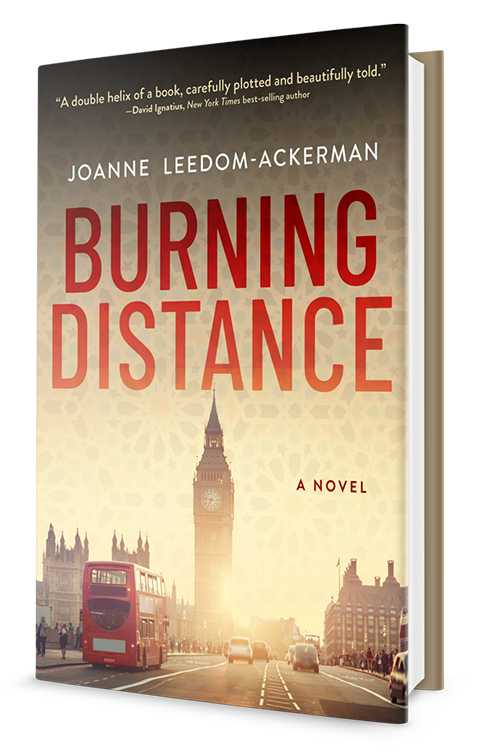 “A double helix of a book, carefully plotted and beautifully told.”
—David Ignatius, New York Times best-selling author
JOANNE LEEDOM-ACKERMAN
BURNING
DISTANCE
A NOVEL